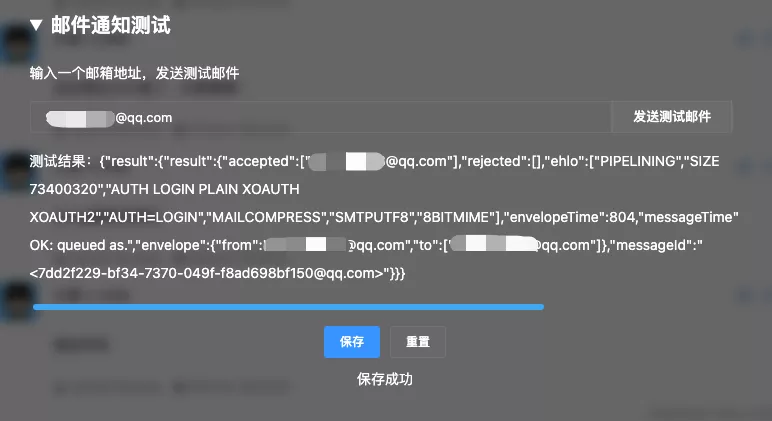 ▼ 邮件通知测试
输入一个邮箱地址，发送测试邮件
@qq.com 发送测试邮件
测试结果：{"result":{"result":{"accepted":["@qq.com"],"rejected":[],"ehlo":["PIPELINING","SIZE
73400320","AUTH LOGIN PLAIN XOAUTH
XOAUTH2","AUTH=LOGIN","MAILCOMPRESS","SMTPUTF8","8BITMIME"],"envelopeTime":804,"messageTime"
OK: queued as.","envelope":{"from":@qq.com","to":["@qq.com"]},"messageId":"
<7dd2f229-bf34-7370-049f-f8ad698bf150@qq.com>"}}}
保存 重置
保存成功